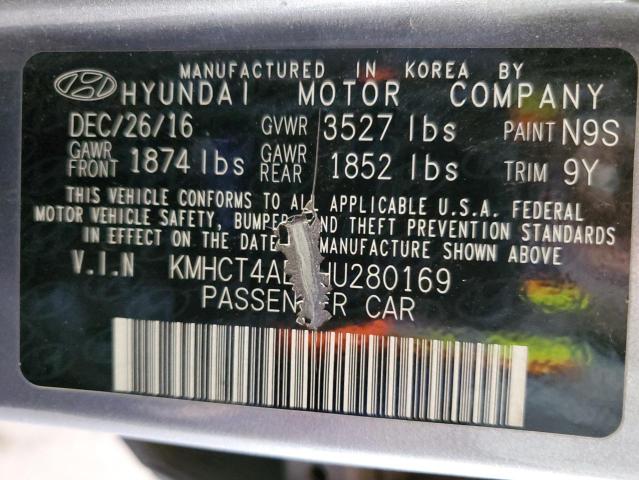 MANUFACTURED IN KOREA BY
HYUNDAI MOTOR COMPANY
DEC/26/16 GVWR 3527 lbs PAINT N9S
GAWR FRONT 1874 lbs GAWR REAR 1852 lbs TRIM 9Y
THIS VEHICLE CONFORMS TO ALL APPLICABLE U.S.A. FEDERAL
MOTOR VEHICLE SAFETY, BUMPER AND THEFT PREVENTION STANDARDS
IN EFFECT ON THE DATE OF MANUFACTURE SHOWN ABOVE
V.I.N
PASSENGER CAR